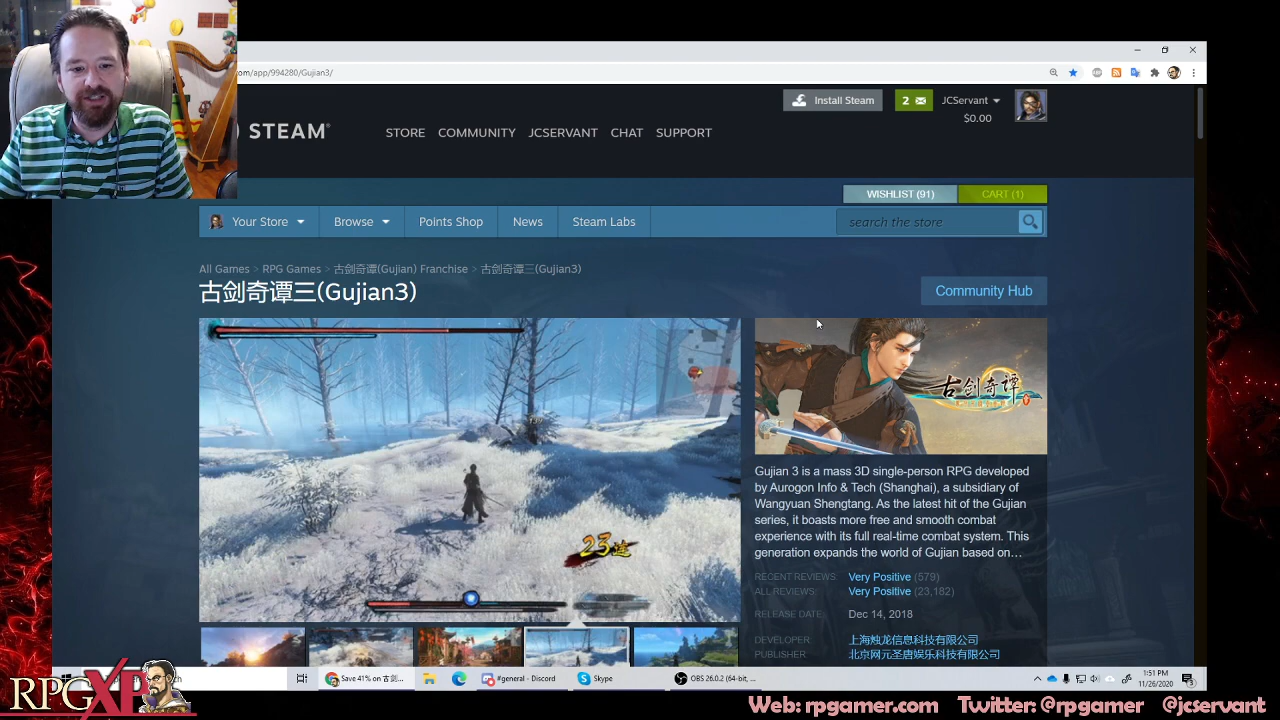 om/app/994280/Gujian3/
Install Steam
2
JCServant
$0.00
STEAM®
STORE
COMMUNITY
JCSERVANT
CHAT
SUPPORT
WISHLIST (91)
CART (1)
Your Store
Browse
Points Shop
News
Steam Labs
search the store
All Games > RPG Games > 古剑奇谭(Gujian) Franchise > 古剑奇谭三(Gujian3)
古剑奇谭三(Gujian3)
Community Hub
23连
古剑奇谭
Gujian 3 is a mass 3D single-person RPG developed
by Aurogon Info & Tech (Shanghai), a subsidiary of
Wangyuan Shengtang. As the latest hit of the Gujian
series, it boasts more free and smooth combat
experience with its full real-time combat system. This
generation expands the world of Gujian based on…
RECENT REVIEWS: Very Positive (579)
ALL REVIEWS: Very Positive (23,182)
RELEASE DATE: Dec 14, 2018
DEVELOPER: 上海烛龙信息科技有限公司
PUBLISHER: 北京网元圣唐娱乐科技有限公司
Save 41% on 古剑...
#general - Discord
Skype
OBS 26.0.2 (64-bit, ...
1:51 PM
11/26/2020
RPGXP
Web: rpgamer.com Twitter: @rpgamer @jcservant